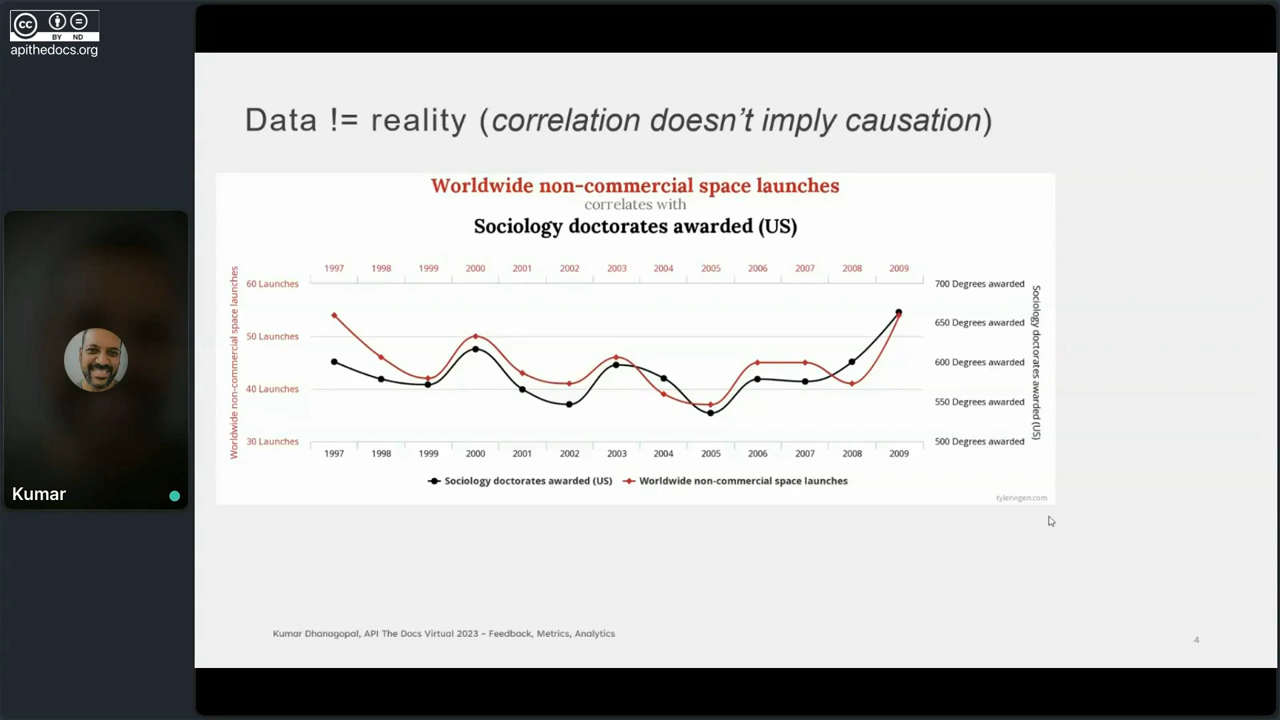 cc
BY ND
apithedocs.org
Data != reality (correlation doesn't imply causation)
Worldwide non-commercial space launches
correlates with
Sociology doctorates awarded (US)
1997 1998 1999 2000 2001 2002 2003 2004 2005 2006 2007 2008 2009
Worldwide non-commercial space launches
60 Launches
50 Launches
40 Launches
30 Launches
700 Degrees awarded
650 Degrees awarded
600 Degrees awarded
550 Degrees awarded
500 Degrees awarded
Sociology doctorates awarded (US)
1997 1998 1999 2000 2001 2002 2003 2004 2005 2006 2007 2008 2009
Sociology doctorates awarded (US) Worldwide non-commercial space launches
tylervigen.com
Kumar
Kumar Dhanagopal, API The Docs Virtual 2023 - Feedback, Metrics, Analytics
4